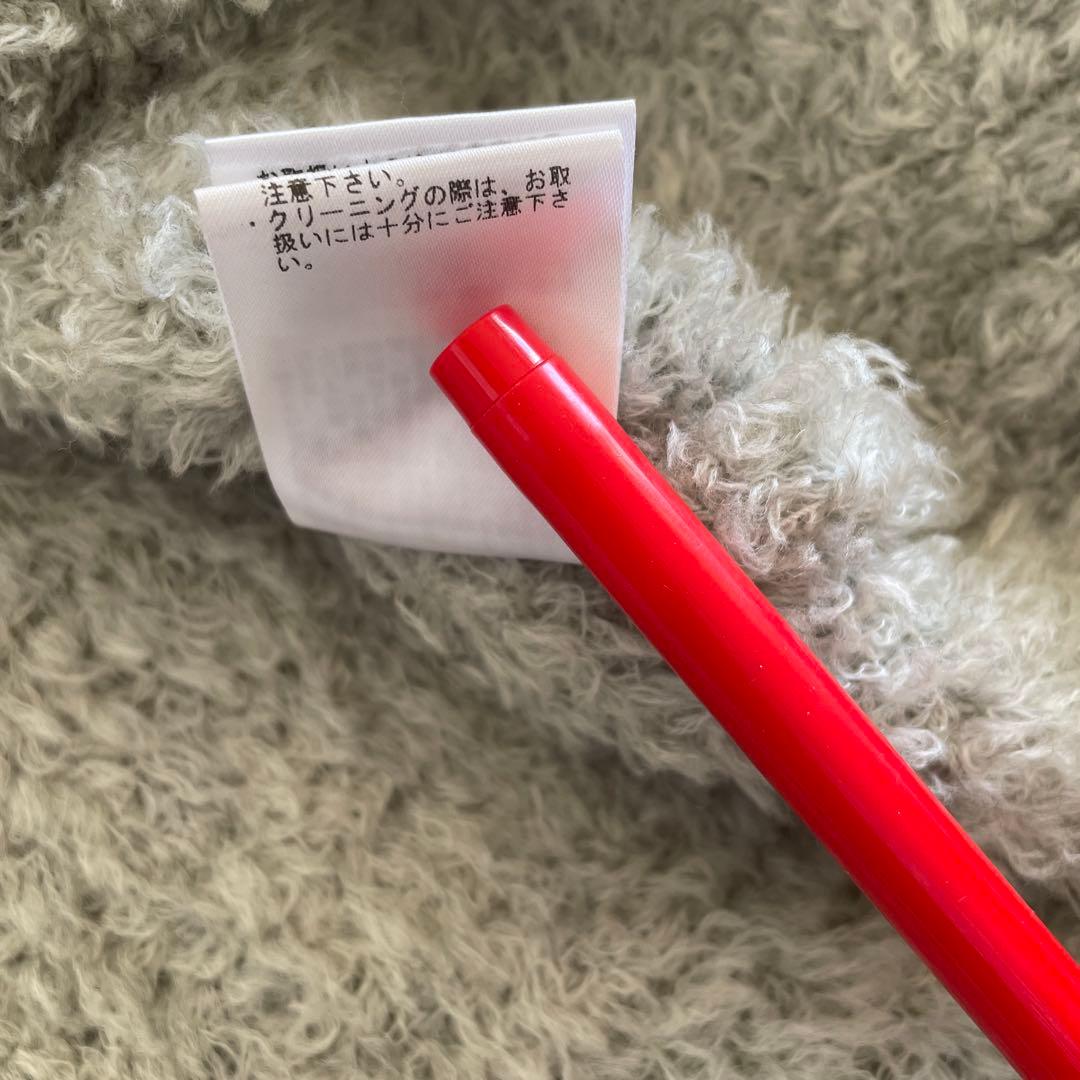 注意下さい。
・クリーニングの際は、お取
扱いには十分にご注意下さ
い。